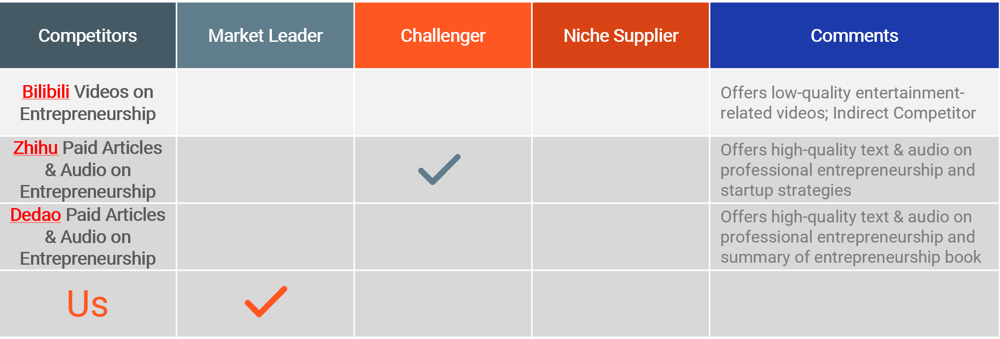 Competitors
Market Leader
Challenger
Niche Supplier
Comments
Bilibili Videos on
Entrepreneurship
Offers low-quality entertainment-
related videos; Indirect Competitor
Zhihu Paid Articles
& Audio on
Entrepreneurship
Offers high-quality text & audio on
professional entrepreneurship and
startup strategies
Dedao Paid Articles
& Audio on
Entrepreneurship
Offers high-quality text & audio on
professional entrepreneurship and
summary of entrepreneurship book
Us